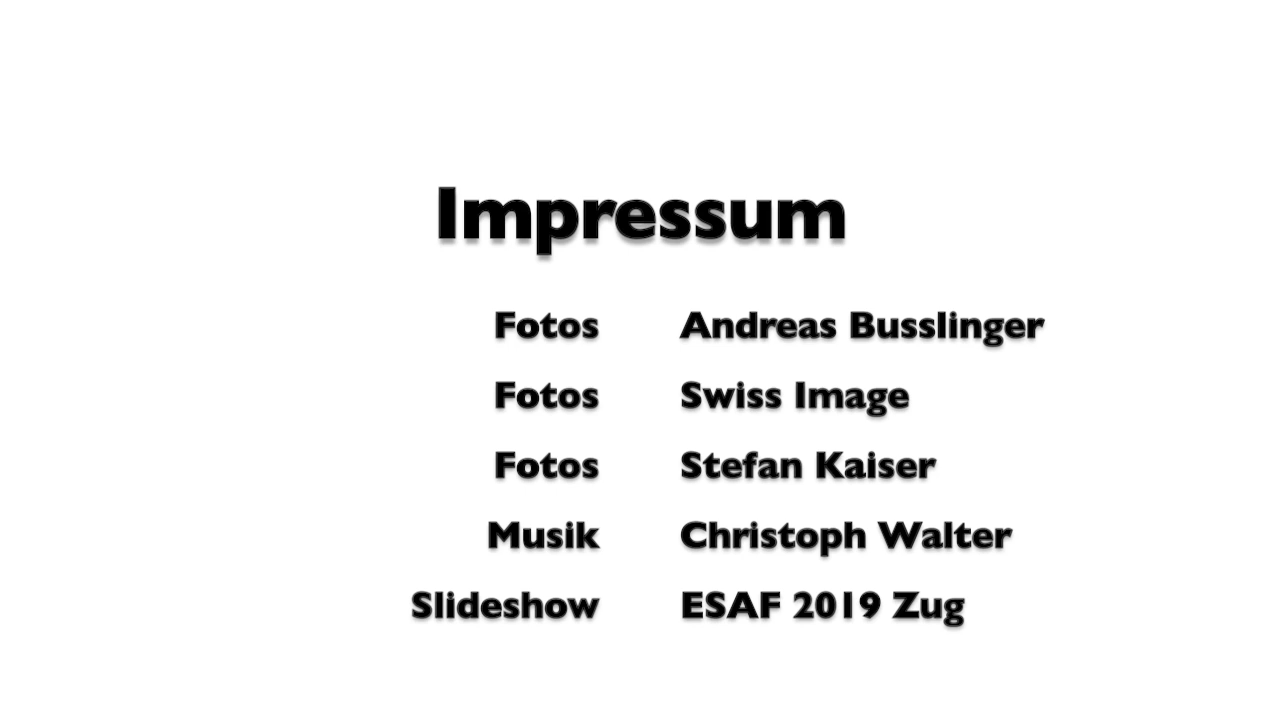 Impressum
Fotos Andreas Busslinger
Fotos Swiss Image
Fotos Stefan Kaiser
Musik Christoph Walter
Slideshow ESAF 2019 Zug